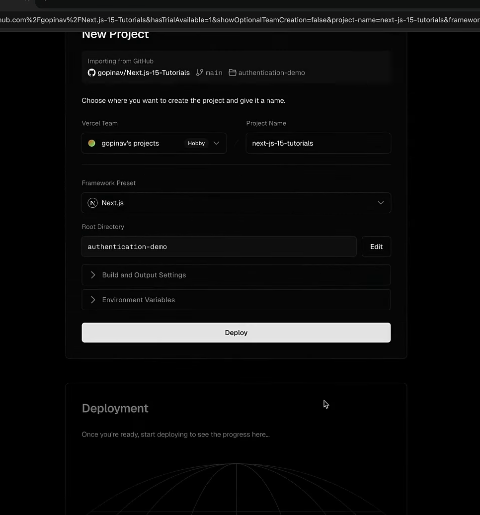 hub.com%2Fgopinav%2FNext.js-15-Tutorials&hasTrialAvailable=1&showOptionalTeamCreation=false&project-name=next-js-15-tutorials&framewor
New Project
Importing from GitHub
gopinav/Next.js-15-Tutorials main authentication-demo
Choose where you want to create the project and give it a name.
Vercel Team Project Name
gopinav's projects Hobby next-js-15-tutorials
Framework Preset
Next.js
Root Directory
authentication-demo Edit
Build and Output Settings
Environment Variables
Deploy
Deployment
Once you're ready, start deploying to see the progress here...